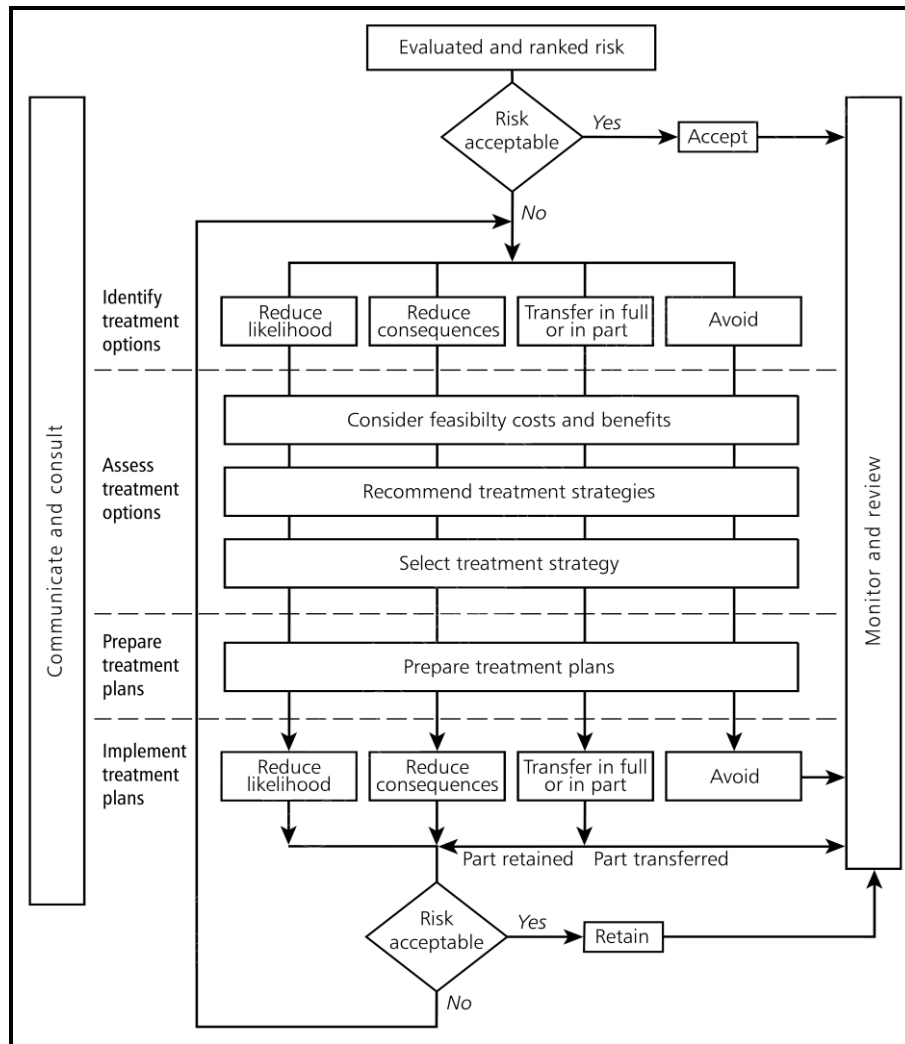 Evaluated and ranked risk
Risk
acceptable
Yes
Accept
No
Communicate and consult
Monitor and review
Identify
treatment
options
Reduce
likelihood
Reduce
consequences
Transfer in full
or in part
Avoid
Assess
treatment
options
Consider feasibilty costs and benefits
Recommend treatment strategies
Select treatment strategy
Prepare
treatment
plans
Prepare treatment plans
Implement
treatment
plans
Reduce
likelihood
Reduce
consequences
Transfer in full
or in part
Avoid
Part retained
Part transferred
Risk
acceptable
Yes
Retain
No